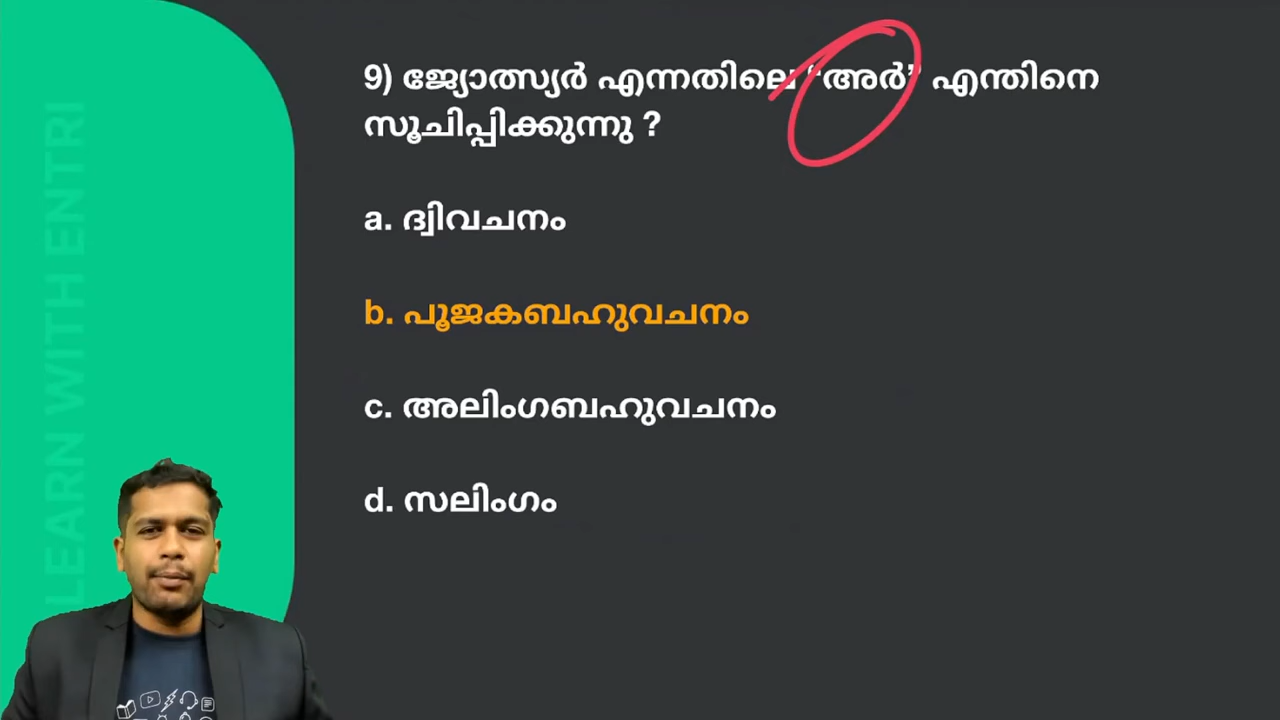 9) ജ്യോത്സ്യർ എന്നതിലെ “അർ” എന്തിനെ
സൂചിപ്പിക്കുന്നു ?
a. ദ്വിവചനം
b. പൂജകബഹുവചനം
c. അലിംഗബഹുവചനം
d. സലിംഗം
LEARN WITH ENTRI